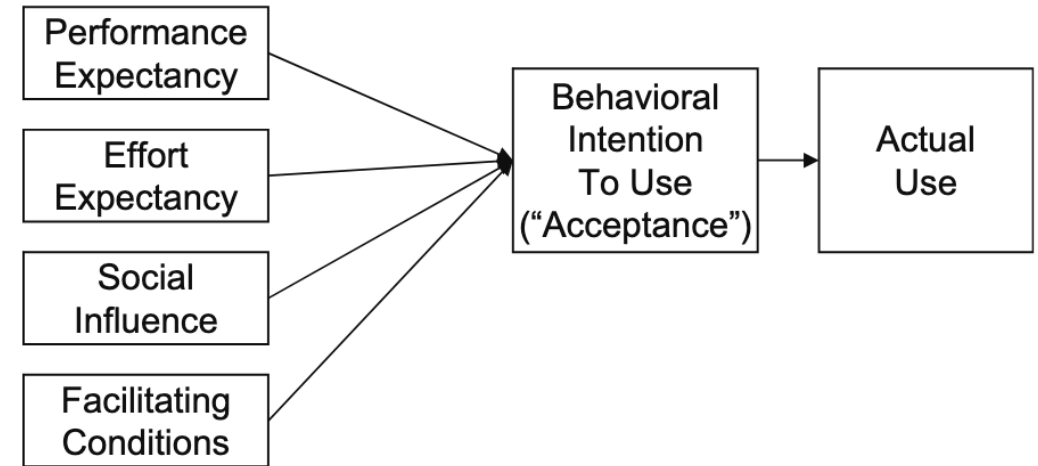 Performance
Expectancy
Effort
Expectancy
Social
Influence
Facilitating
Conditions
Behavioral
Intention
To Use
(“Acceptance”)
Actual
Use